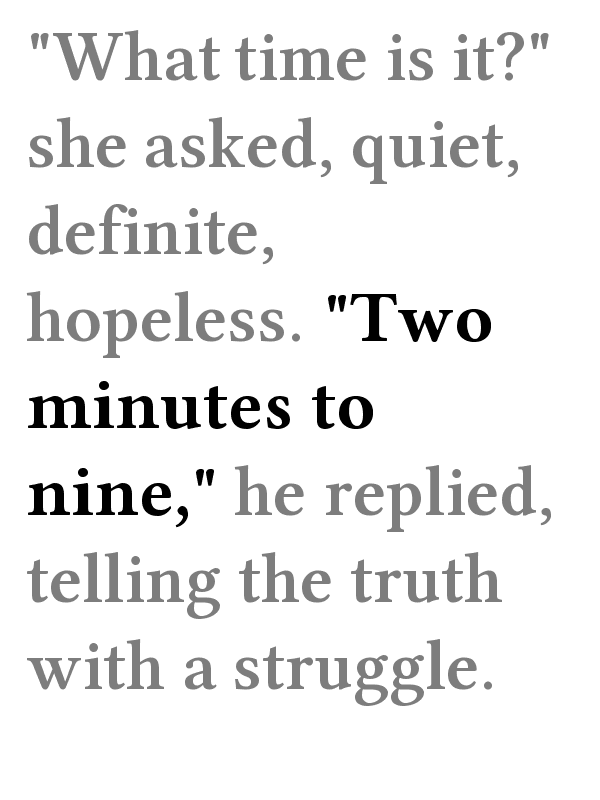 "What time is it?"
she asked, quiet,
definite,
hopeless. "Two
minutes to
nine," he replied,
telling the truth
with a struggle.